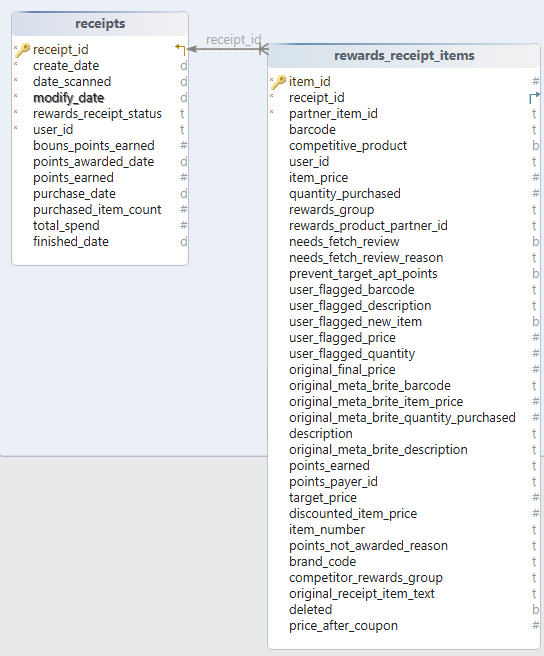 receipts
receipt_id
create_date d
date_scanned d
modify_date d
rewards_receipt_status t
user_id t
bouns_points_earned #
points_awarded_date d
points_earned #
purchase_date d
purchased_item_count #
total_spend #
finished_date d
receipt_id
rewards_receipt_items
item_id #
receipt_id
partner_item_id t
barcode t
competitive_product b
user_id t
item_price #
quantity_purchased #
rewards_group t
rewards_product_partner_id t
needs_fetch_review b
needs_fetch_review_reason t
prevent_target_apt_points b
user_flagged_barcode t
user_flagged_description t
user_flagged_new_item b
user_flagged_price #
user_flagged_quantity #
original_final_price #
original_meta_brite_barcode t
original_meta_brite_item_price #
original_meta_brite_quantity_purchased #
description t
original_meta_brite_description t
points_earned t
points_payer_id t
target_price #
discounted_item_price #
item_number t
points_not_awarded_reason t
brand_code t
competitor_rewards_group t
original_receipt_item_text t
deleted b
price_after_coupon #